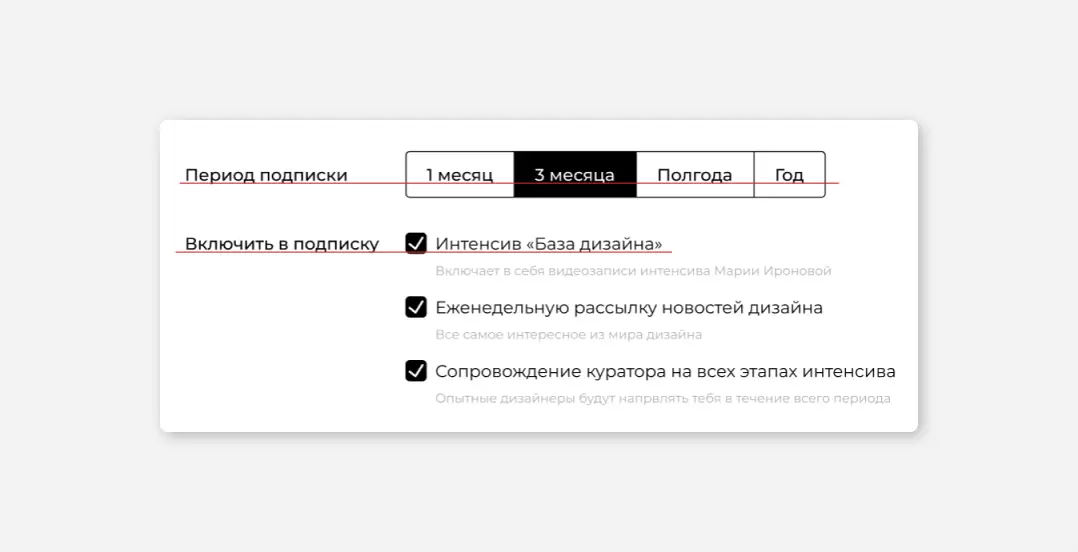 Период подписки 1 месяц 3 месяца Полгода Год
Включить в подписку Интенсив «База дизайна»
Включает в себя видеозаписи интенсива Марии Ироновой
Еженедельную рассылку новостей дизайна
Все самое интересное из мира дизайна
Сопровождение куратора на всех этапах интенсива
Опытные дизайнеры будут напрвлять тебя в течение всего периода